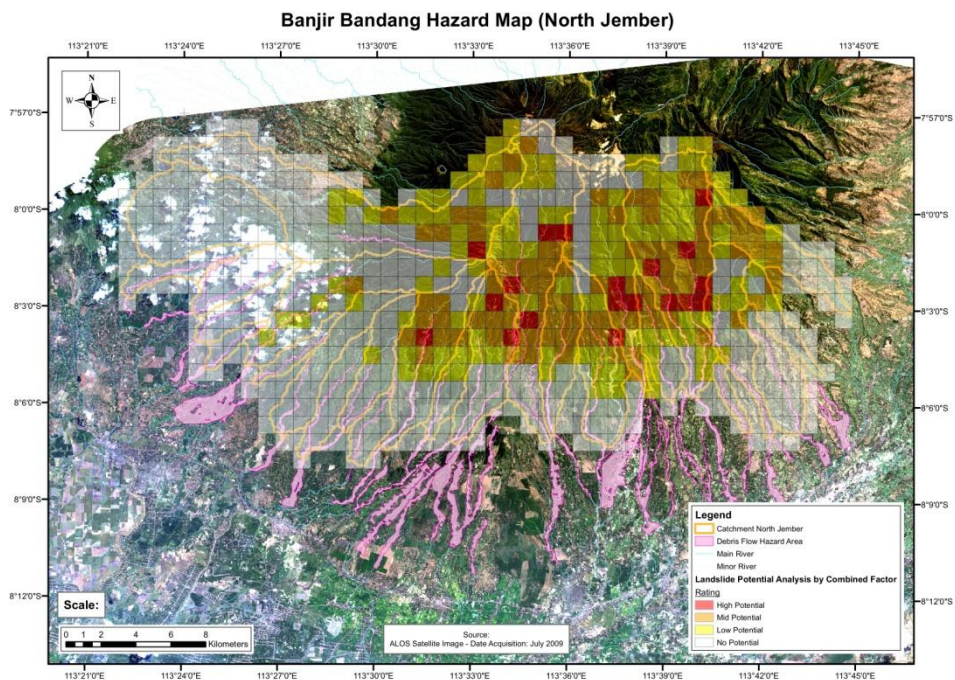 Banjir Bandang Hazard Map (North Jember)
113°21'0"E 113°24'0"E 113°27'0"E 113°30'0"E 113°33'0"E 113°36'0"E 113°39'0"E 113°42'0"E 113°45'0"E
N
W E
S
7°57'0"S 7°57'0"S
8°0'0"S 8°0'0"S
8°3'0"S 8°3'0"S
8°6'0"S 8°6'0"S
8°9'0"S 8°9'0"S
8°12'0"S 8°12'0"S
Legend
Catchment North Jember
Debris Flow Hazard Area
Main River
Minor River
Landslide Potential Analysis by Combined Factor
Rating
High Potential
Mid Potential
Low Potential
No Potential
Scale:
0 1 2 4 6 8
Kilometers
Source:
ALOS Satellite Image - Date Acquisition: July 2009
113°21'0"E 113°24'0"E 113°27'0"E 113°30'0"E 113°33'0"E 113°36'0"E 113°39'0"E 113°42'0"E 113°45'0"E